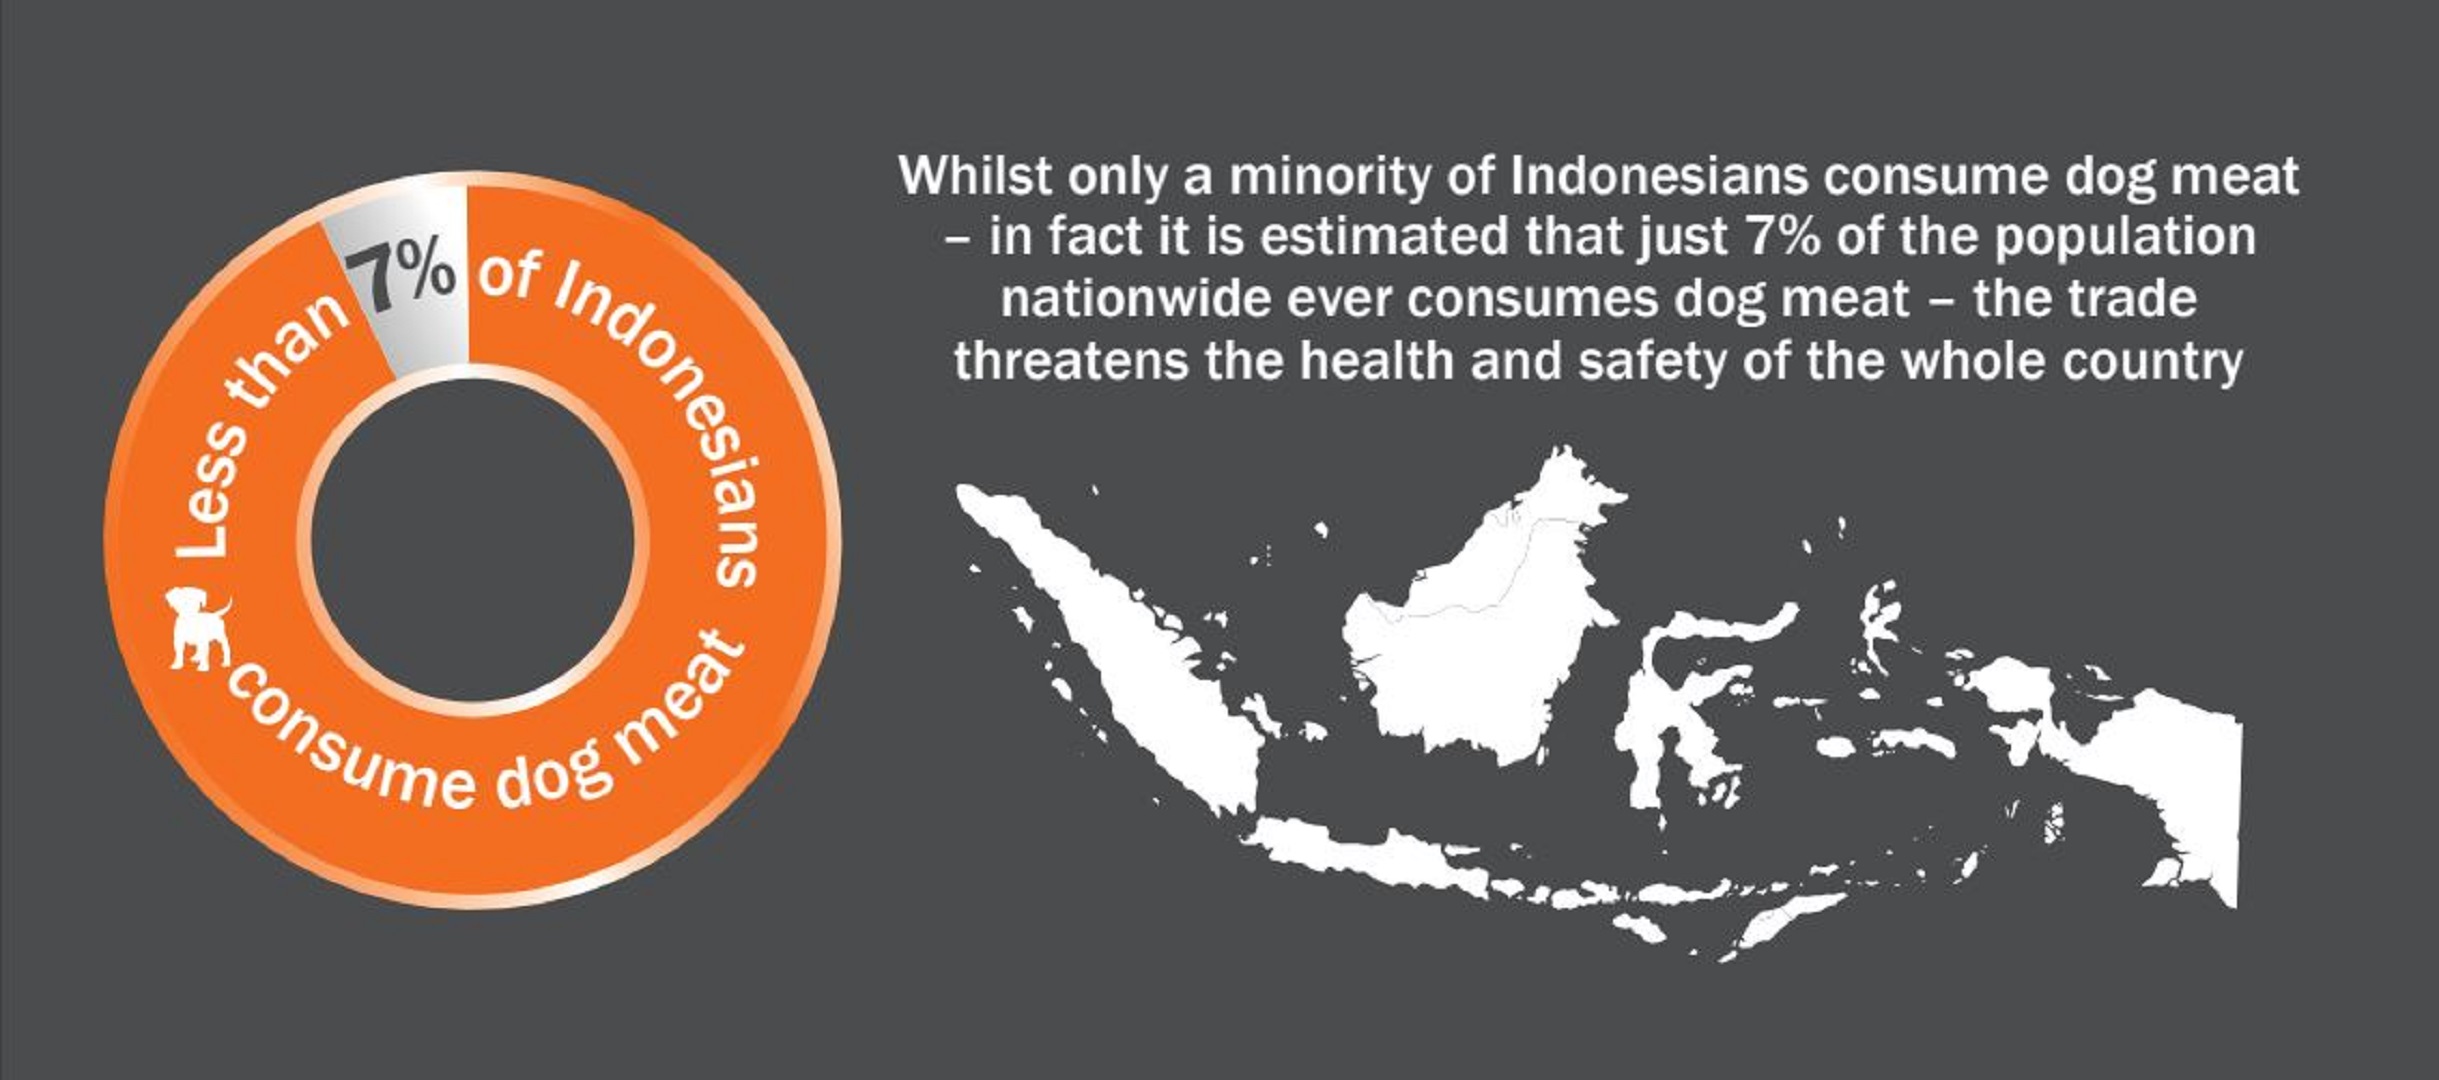 Less than 7% of Indonesians
consume dog meat
Whilst only a minority of Indonesians consume dog meat
– in fact it is estimated that just 7% of the population
nationwide ever consumes dog meat – the trade
threatens the health and safety of the whole country